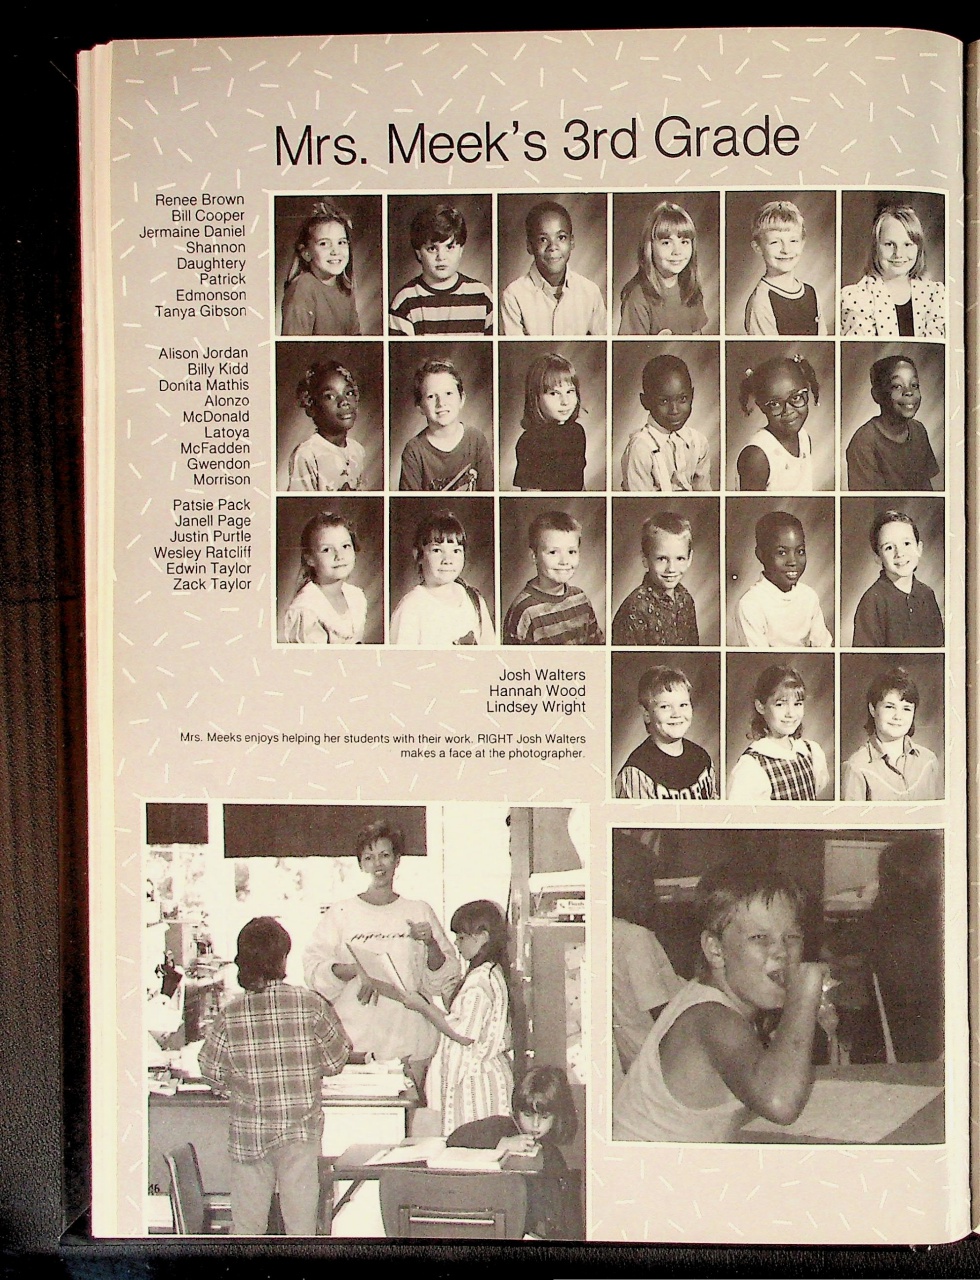 Mrs. Meek's 3rd Grade
Renee Brown
Bill Cooper
Jermaine Daniel
Shannon
Daughtery
Patrick
Edmonson
Tanya Gibson
Alison Jordan
Billy Kidd
Donita Mathis
Alonzo
McDonald
Latoya
McFadden
Gwendon
Morrison
Patsie Pack
Janell Page
Justin Purtle
Wesley Ratcliff
Edwin Taylor
Zack Taylor
Josh Walters
Hannah Wood
Lindsey Wright
Mrs. Meeks enjoys helping her students with their work. RIGHT Josh Walters
makes a face at the photographer.